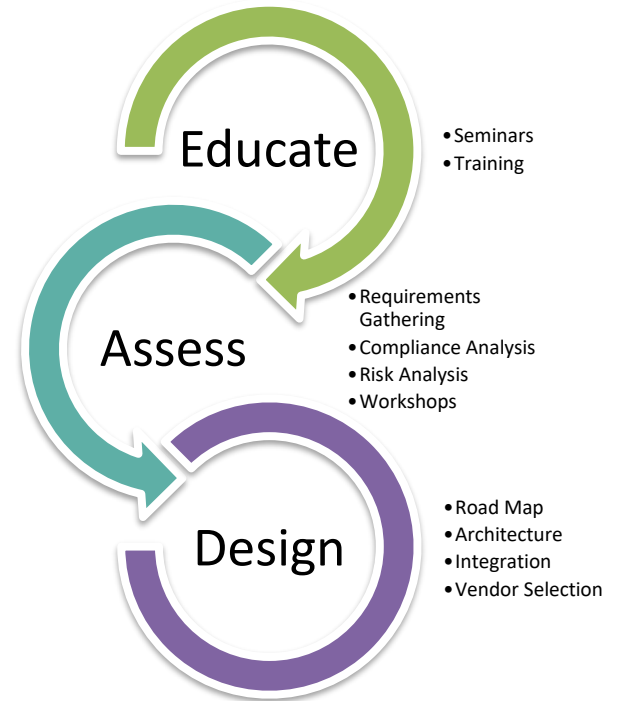 Educate
•Seminars
•Training
Assess
•Requirements
Gathering
•Compliance Analysis
•Risk Analysis
•Workshops
Design
•Road Map
•Architecture
•Integration
•Vendor Selection